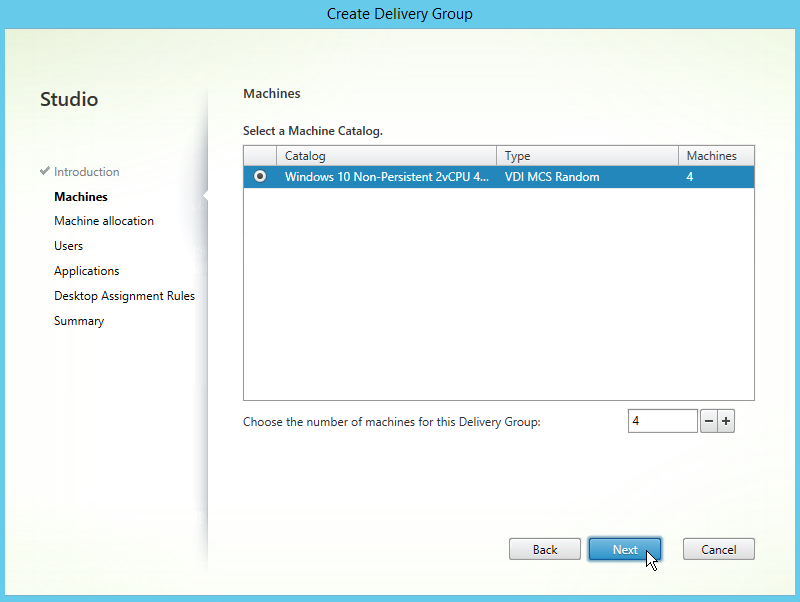 Create Delivery Group
Studio
Introduction
Machines
Machine allocation
Users
Applications
Desktop Assignment Rules
Summary
Machines
Select a Machine Catalog.
Catalog Type Machines
Windows 10 Non-Persistent 2vCPU 4... VDI MCS Random 4
Choose the number of machines for this Delivery Group: 4 − +
Back Next Cancel